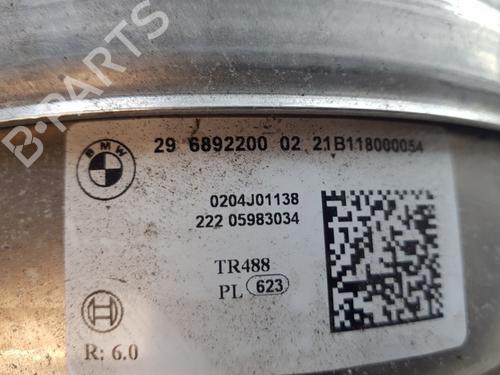 B-PARTS
BMW
29 6892200 02 21B118000054
0204J01138
222 05983034
TR488
PL 623
R: 6.0